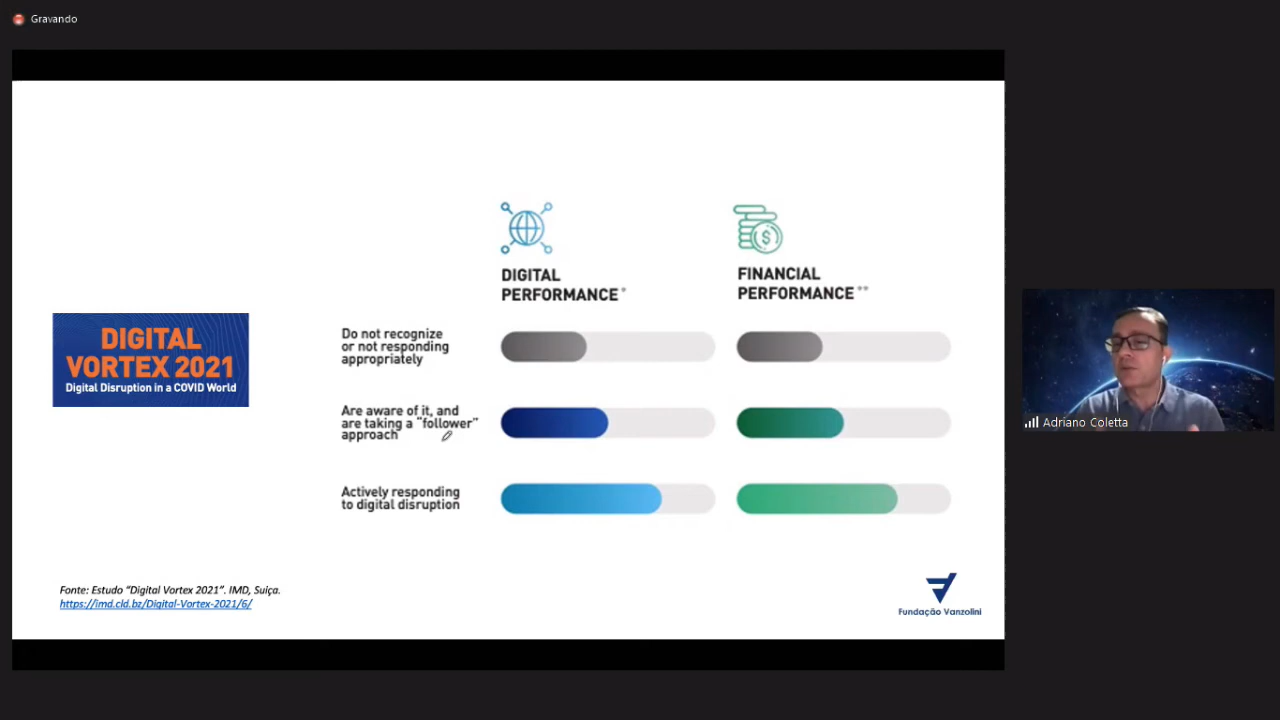 Gravando
DIGITAL
PERFORMANCE*
FINANCIAL
PERFORMANCE**
Do not recognize
or not responding
appropriately
DIGITAL
VORTEX 2021
Digital Disruption in a COVID World
Are aware of it, and
are taking a “follower”
approach
Adriano Coletta
Actively responding
to digital disruption
Fonte: Estudo “Digital Vortex 2021”. IMD, Suiça.
https://imd.cld.bz/Digital-Vortex-2021/6/
Fundação Vanzolini